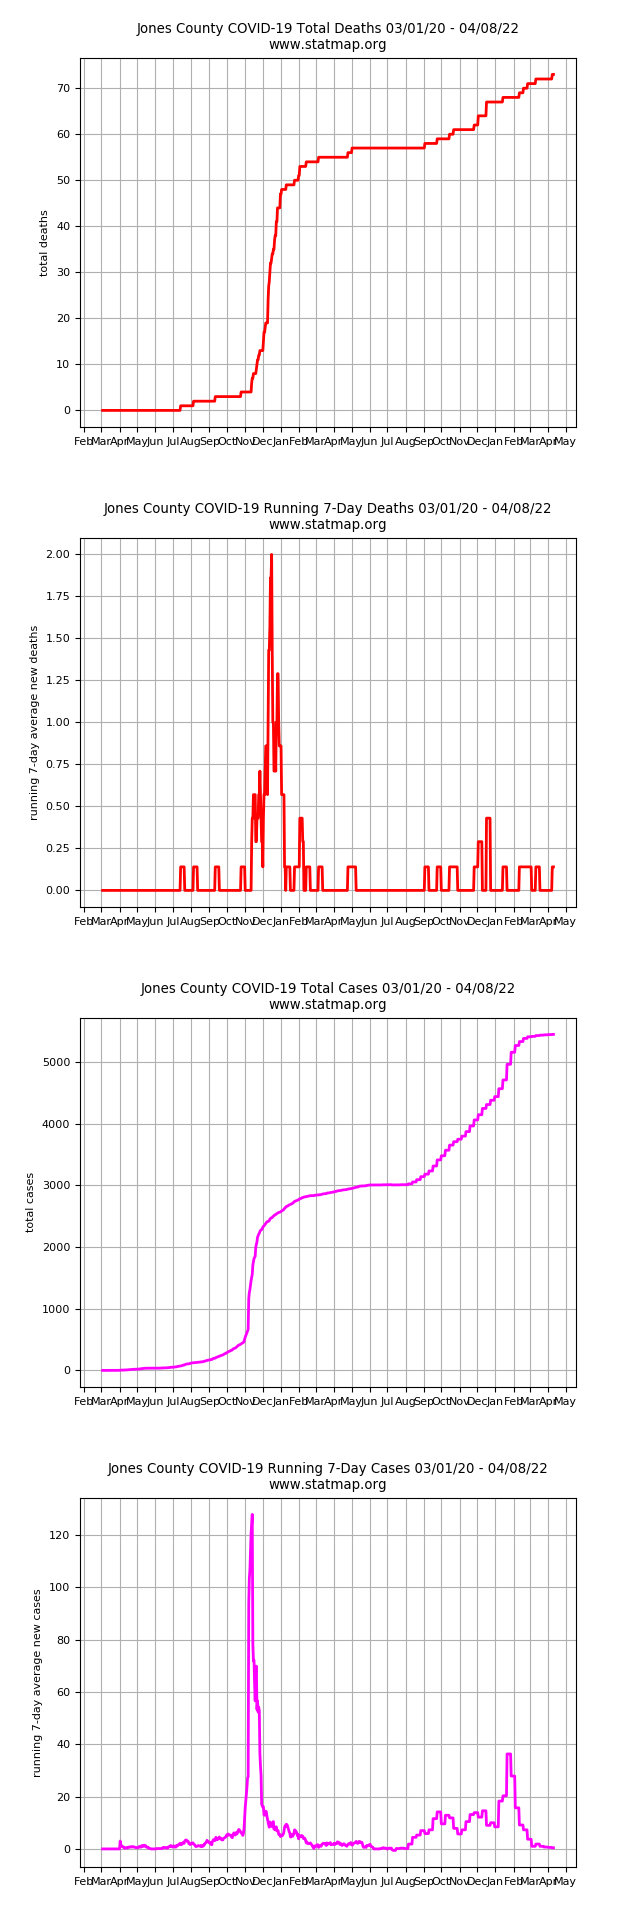 Jones County COVID-19 Total Deaths 03/01/20 - 04/08/22
www.statmap.org
total deaths
70
60
50
40
30
20
10
0
Feb Mar Apr May Jun Jul Aug Sep Oct Nov Dec Jan Feb Mar Apr May Jun Jul Aug Sep Oct Nov Dec Jan Feb Mar Apr May
Jones County COVID-19 Running 7-Day Deaths 03/01/20 - 04/08/22
www.statmap.org
running 7-day average new deaths
2.00
1.75
1.50
1.25
1.00
0.75
0.50
0.25
0.00
Feb Mar Apr May Jun Jul Aug Sep Oct Nov Dec Jan Feb Mar Apr May Jun Jul Aug Sep Oct Nov Dec Jan Feb Mar Apr May
Jones County COVID-19 Total Cases 03/01/20 - 04/08/22
www.statmap.org
total cases
5000
4000
3000
2000
1000
0
Feb Mar Apr May Jun Jul Aug Sep Oct Nov Dec Jan Feb Mar Apr May Jun Jul Aug Sep Oct Nov Dec Jan Feb Mar Apr May
Jones County COVID-19 Running 7-Day Cases 03/01/20 - 04/08/22
www.statmap.org
running 7-day average new cases
120
100
80
60
40
20
0
Feb Mar Apr May Jun Jul Aug Sep Oct Nov Dec Jan Feb Mar Apr May Jun Jul Aug Sep Oct Nov Dec Jan Feb Mar Apr May